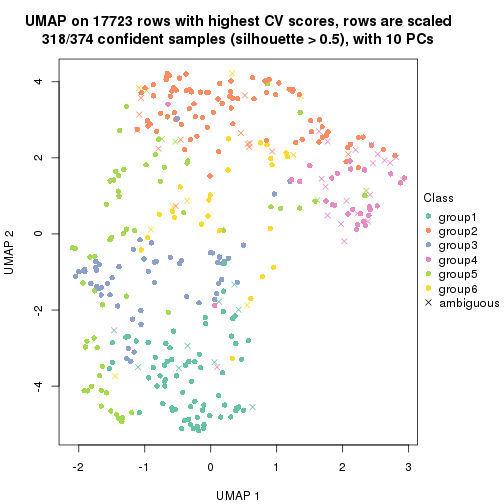 UMAP on 17723 rows with highest CV scores, rows are scaled
318/374 confident samples (silhouette > 0.5), with 10 PCs
4
2
0
-2
-4
UMAP 2
-2
-1
0
1
2
3
UMAP 1
Class
group1
group2
group3
group4
group5
group6
ambiguous